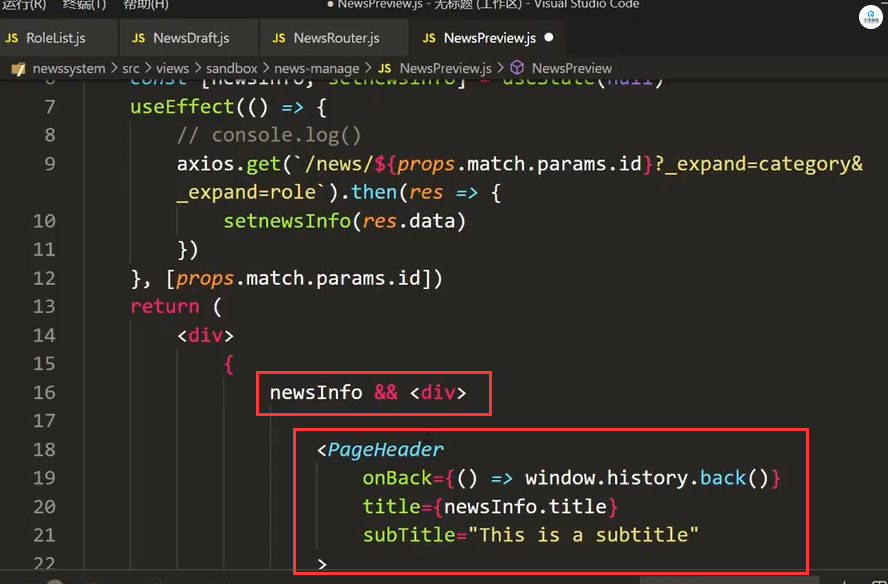 运行(R) 终端(T) 帮助(H) ● NewsPreview.js - 无标题 (工作区) - Visual Studio Code
JS RoleList.js JS NewsDraft.js JS NewsRouter.js JS NewsPreview.js ●
newssystem > src > views > sandbox > news-manage > JS NewsPreview.js > NewsPreview
6 const [newsInfo, setnewsInfo] = useState(null)
7 useEffect(() => {
8 // console.log()
9 axios.get(`/news/${props.match.params.id}?_expand=category&
_expand=role`).then(res => {
10 setnewsInfo(res.data)
11 })
12 }, [props.match.params.id])
13 return (
14 <div>
15 {
16 newsInfo && <div>
17
18 <PageHeader
19 onBack={() => window.history.back()}
20 title={newsInfo.title}
21 subTitle="This is a subtitle"
22 >